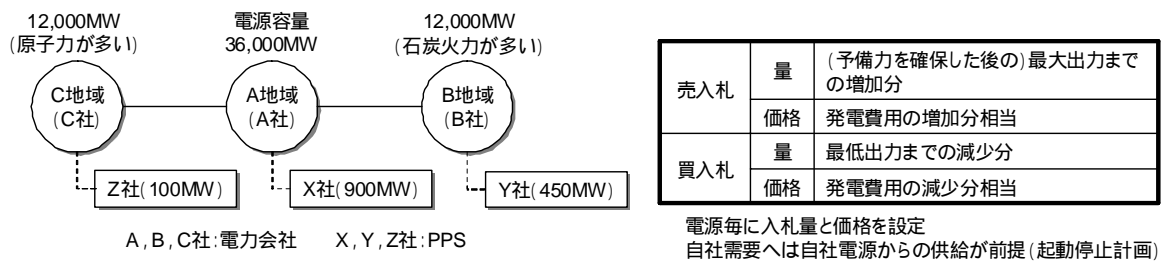 12,000MW
(原子力が多い)
電源容量
36,000MW
12,000MW
(石炭火力が多い)
C地域
(C社)
A地域
(A社)
B地域
(B社)
Z社(100MW)
X社(900MW)
Y社(450MW)
A,B,C社:電力会社 X,Y,Z社:PPS
売入札
量
(予備力を確保した後の)最大出力まで
の増加分
価格
発電費用の増加分相当
買入札
量
最低出力までの減少分
価格
発電費用の減少分相当
電源毎に入札量と価格を設定
自社需要へは自社電源からの供給が前提(起動停止計画)